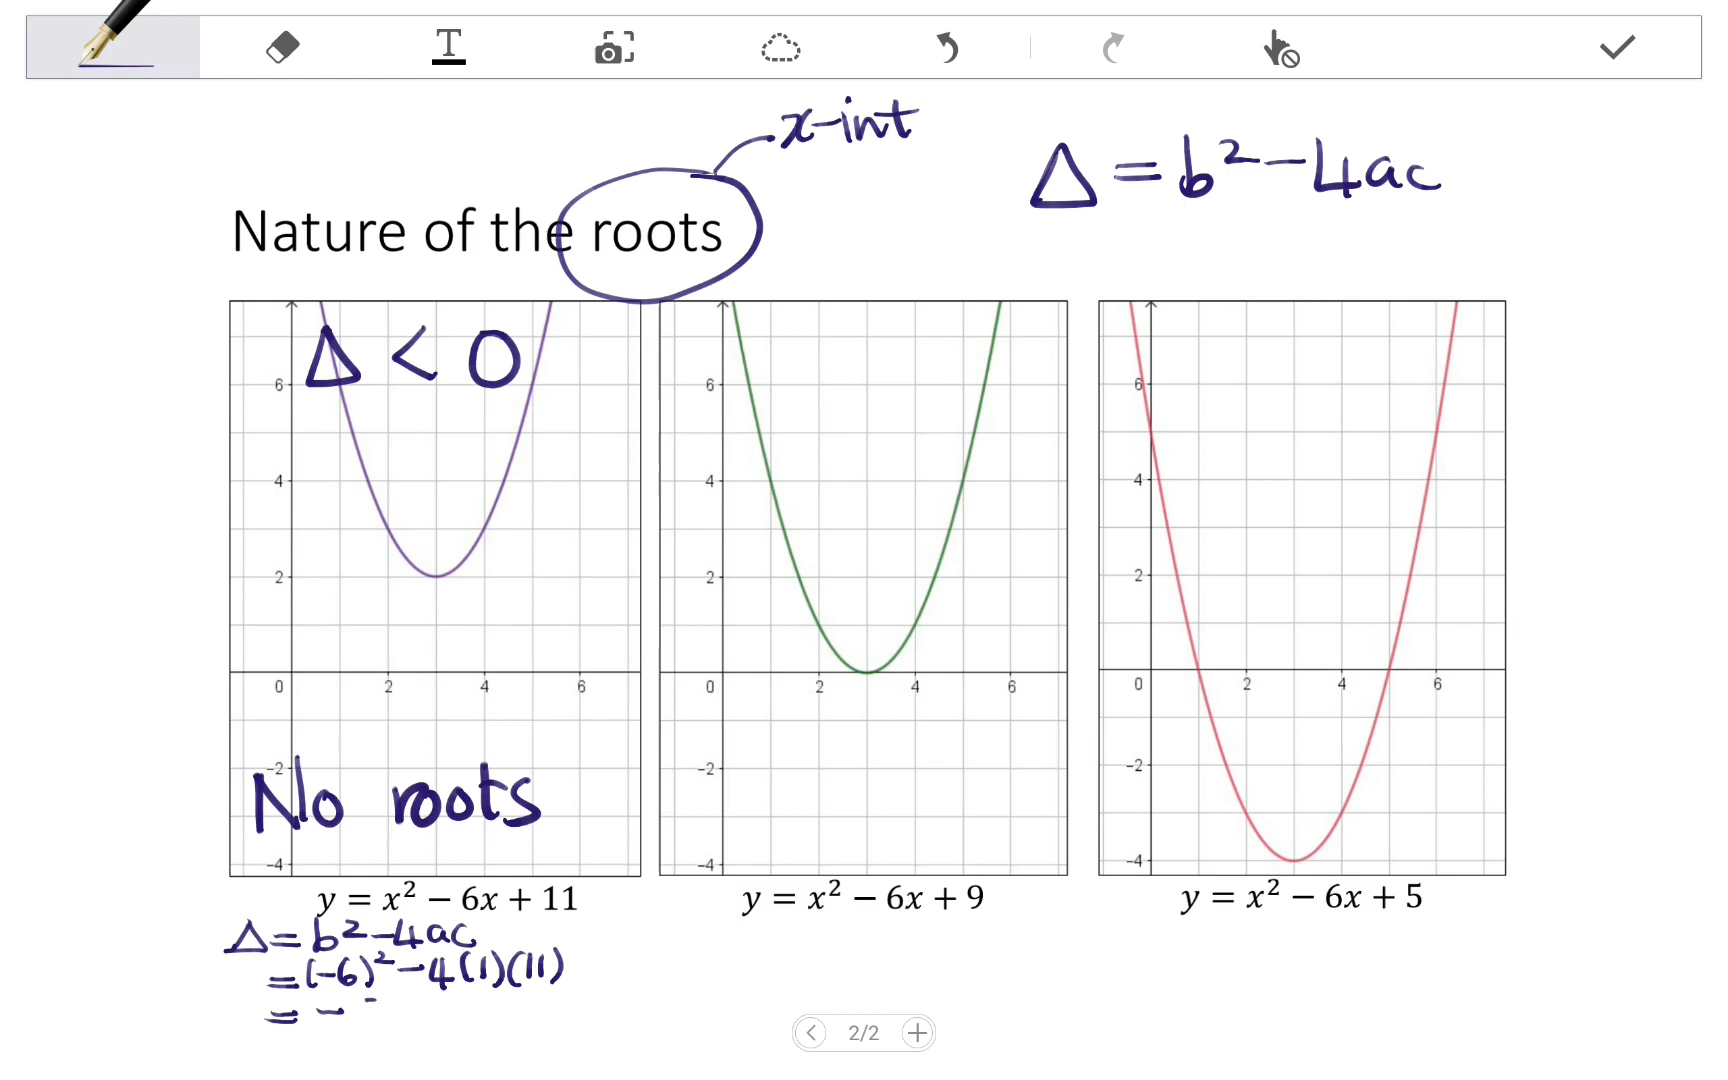 T
x-int
Δ = b² - 4ac
Nature of the roots
Δ < 0
6
4
2
0 2 4 6
-2
-4
No roots
6
4
2
0 2 4 6
-2
-4
6
4
2
0 2 4 6
-2
-4
y = x² − 6x + 11
y = x² − 6x + 9
y = x² − 6x + 5
Δ = b² - 4ac
= (-6)² - 4(1)(11)
= -
2/2